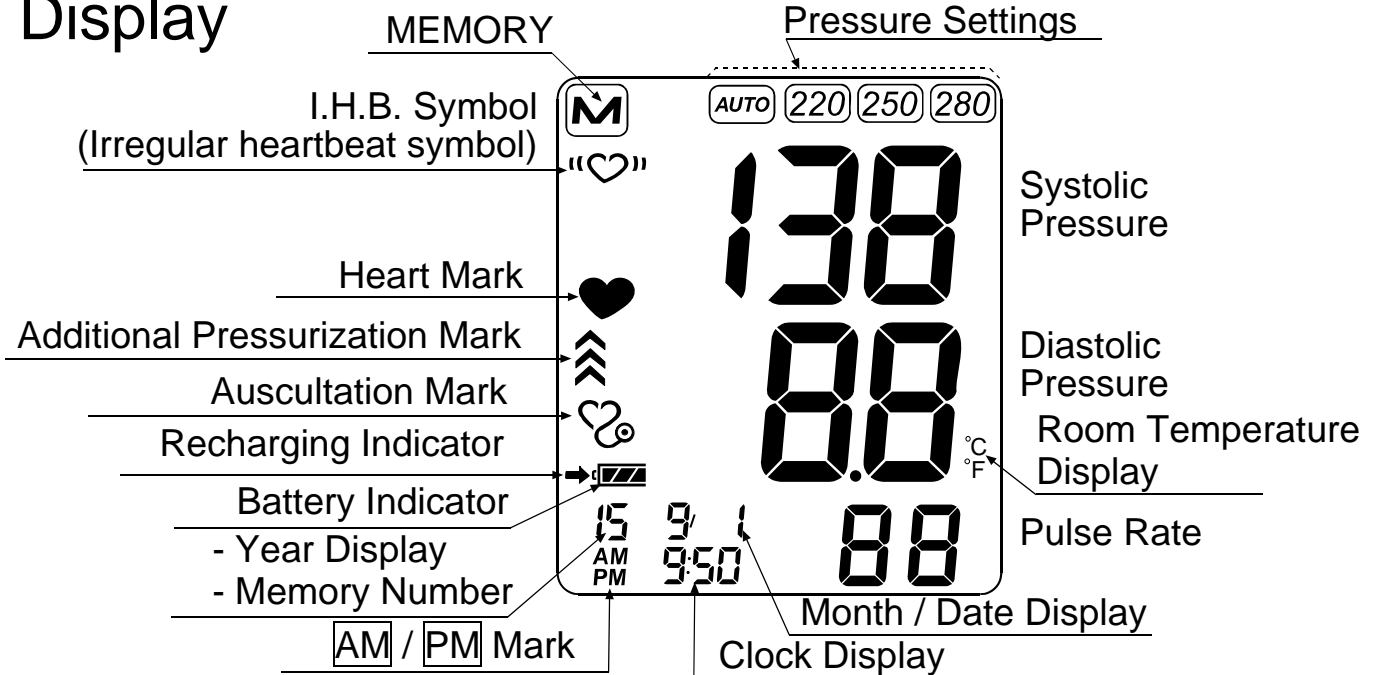 Display
MEMORY
Pressure Settings
I.H.B. Symbol
(Irregular heartbeat symbol)
M
AUTO 220 250 280
138
Systolic
Pressure
Heart Mark
Additional Pressurization Mark
Auscultation Mark
Recharging Indicator
Battery Indicator
- Year Display
- Memory Number
AM / PM Mark
88
Diastolic
Pressure
°C
°F
Room Temperature
Display
15 9/ 1
AM
PM
9:50
88
Pulse Rate
Month / Date Display
Clock Display